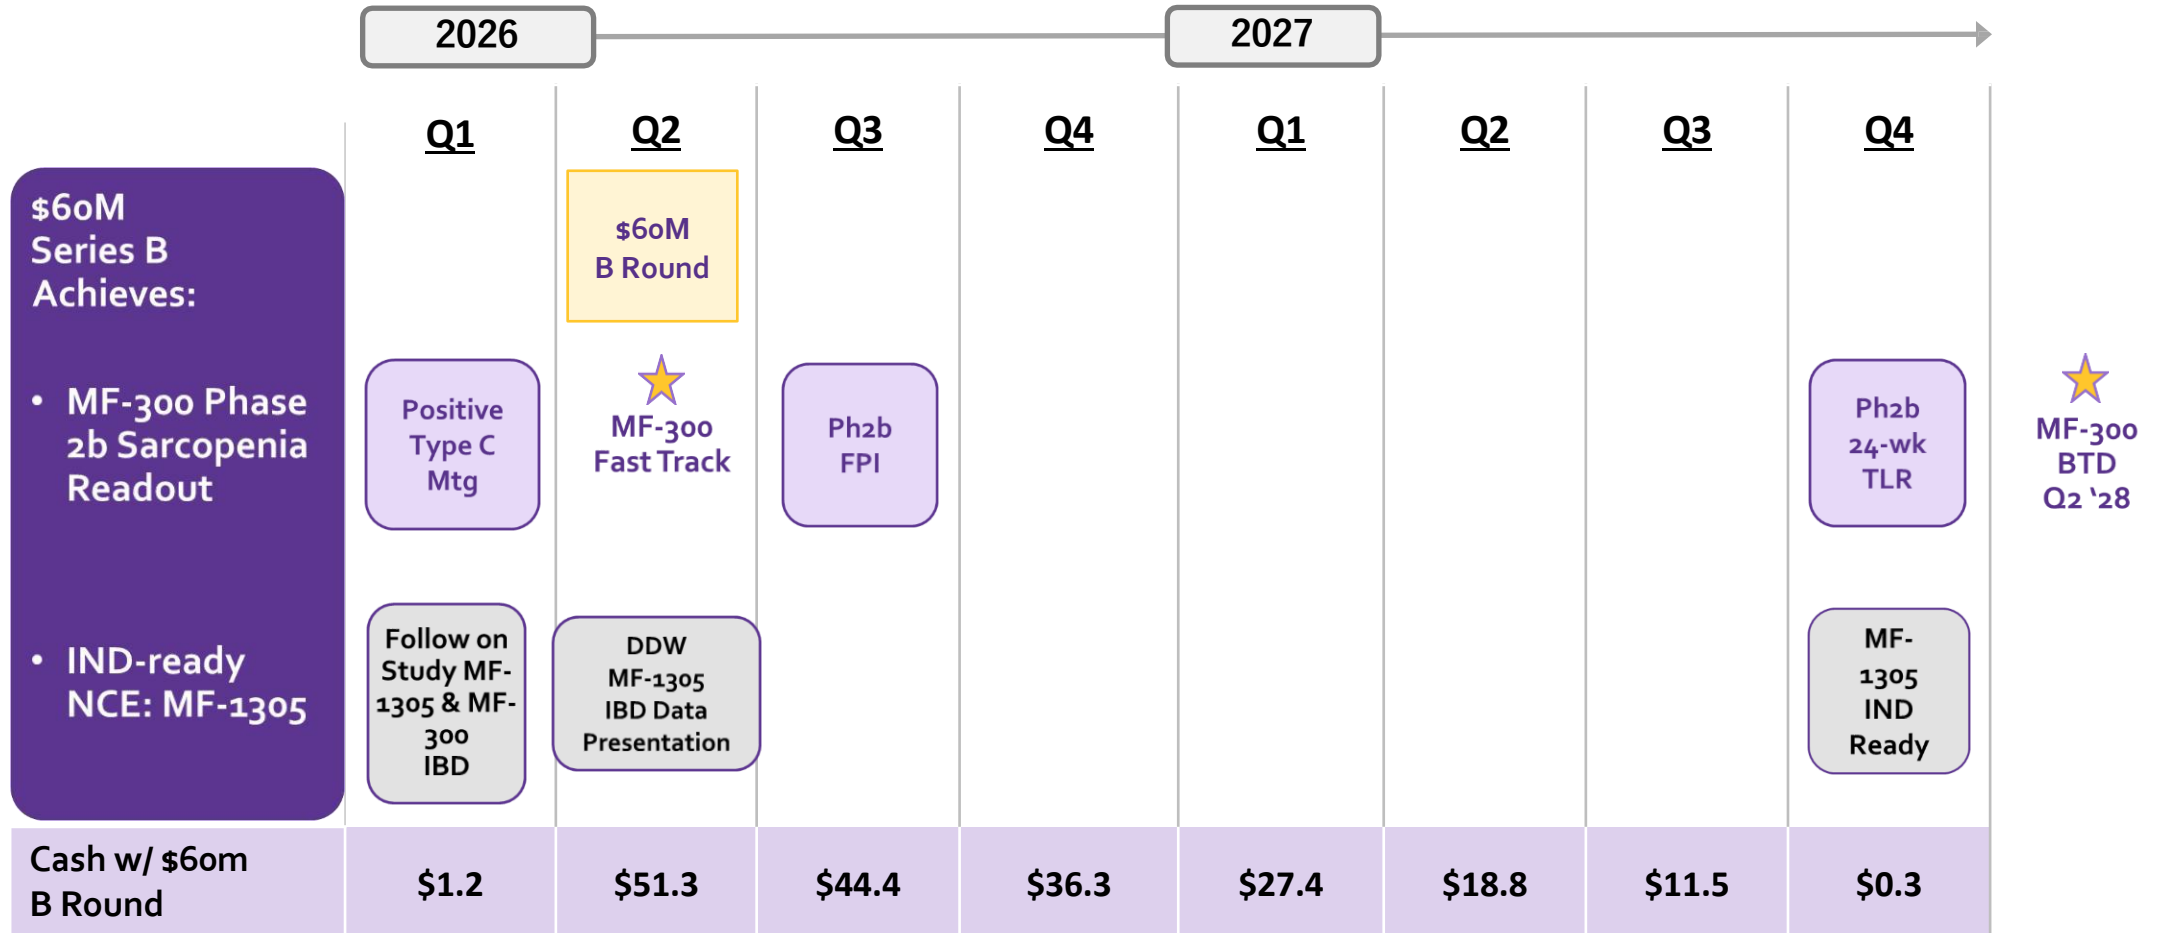 2026
2027
Q1
Q2
Q3
Q4
Q1
Q2
Q3
Q4
$60M
Series B
Achieves:
• MF-300 Phase
2b Sarcopenia
Readout
• IND-ready
NCE: MF-1305
$60M
B Round
Positive
Type C
Mtg
MF-300
Fast Track
Ph2b
FPI
Ph2b
24-wk
TLR
MF-300
BTD
Q2 ‘28
Follow on
Study MF-
1305 & MF-
300
IBD
DDW
MF-1305
IBD Data
Presentation
MF-
1305
IND
Ready
Cash w/ $60m
B Round
$1.2
$51.3
$44.4
$36.3
$27.4
$18.8
$11.5
$0.3